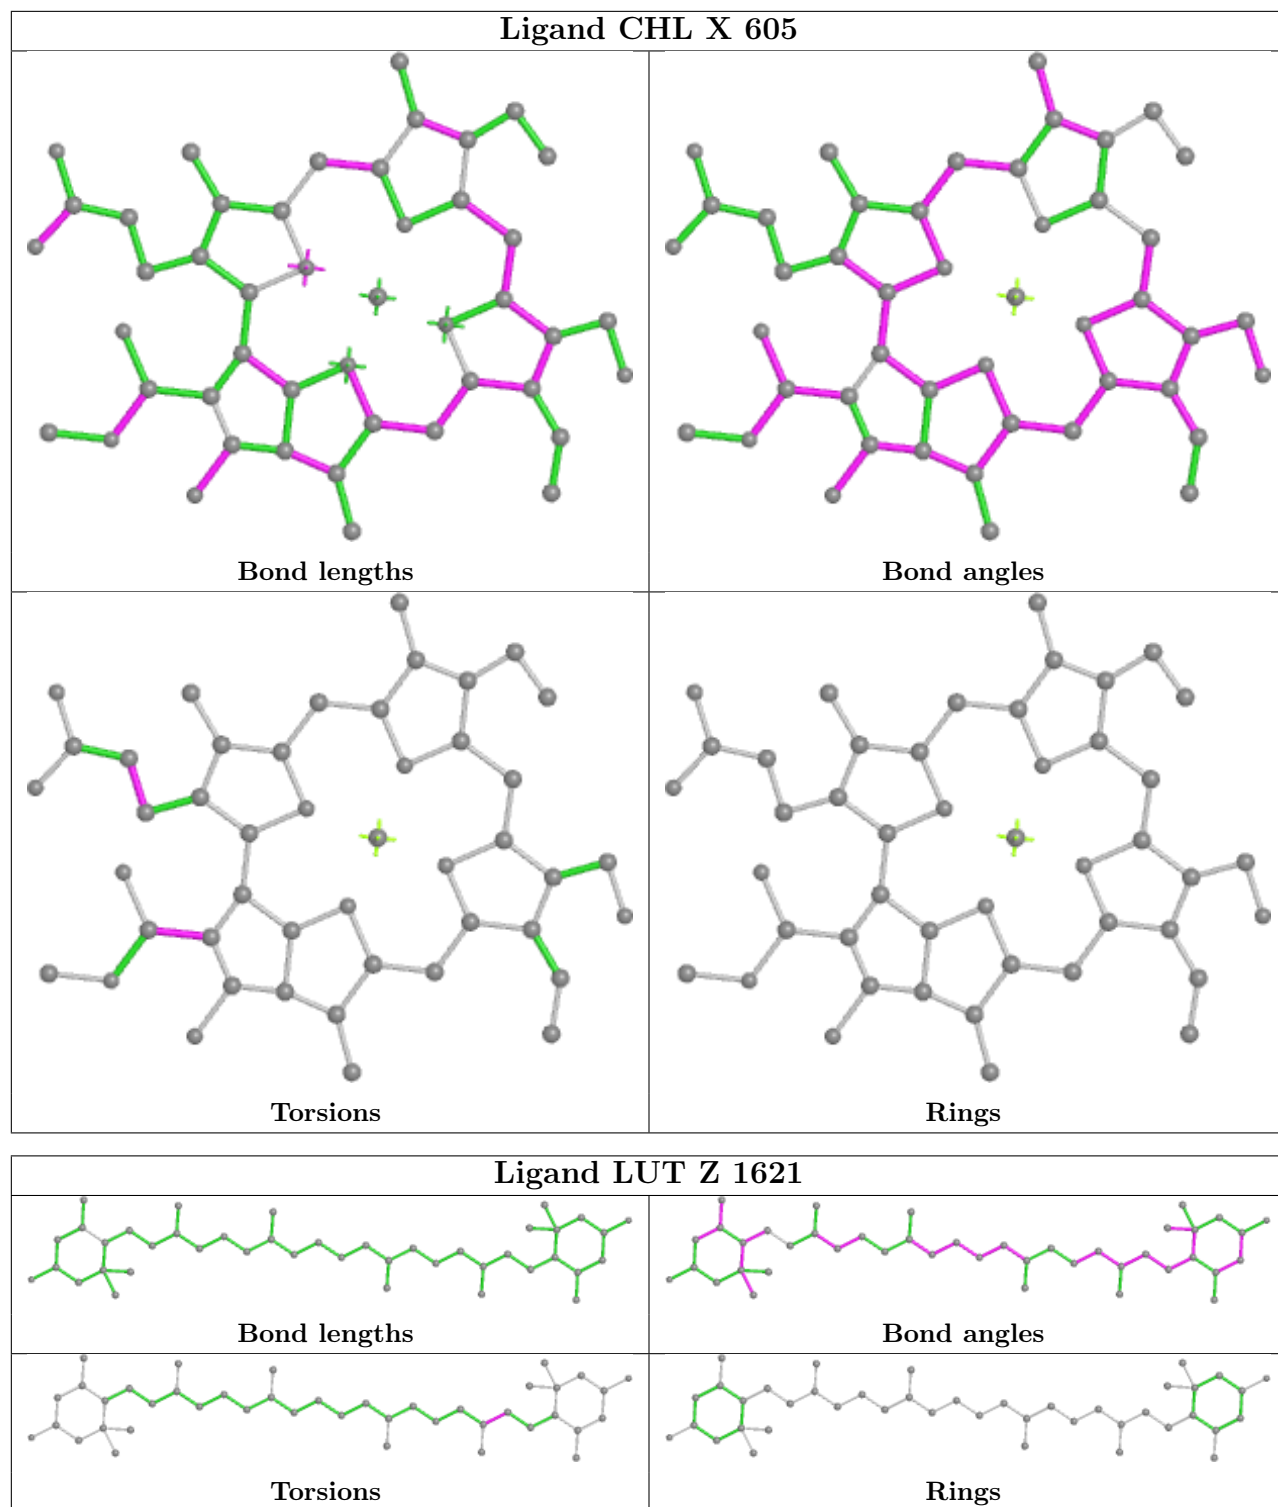 Ligand CHL X 605
Bond lengths
Bond angles
Torsions
Rings
Ligand LUT Z 1621
Bond lengths
Bond angles
Torsions
Rings